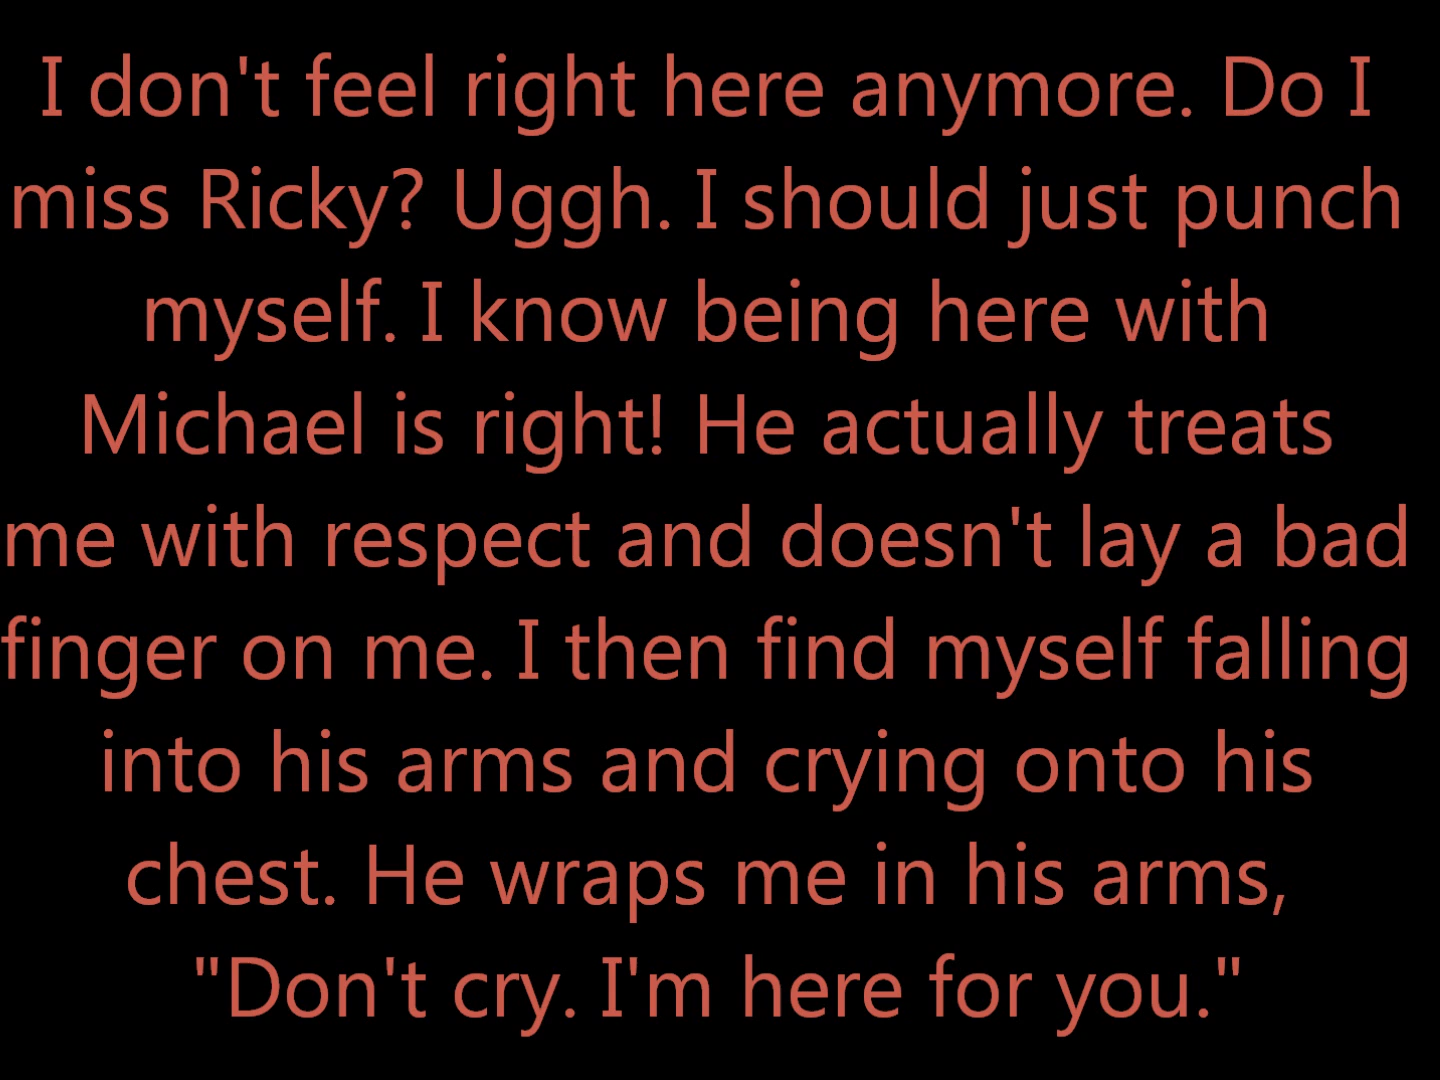 I don't feel right here anymore. Do I
miss Ricky? Uggh. I should just punch
myself. I know being here with
Michael is right! He actually treats
me with respect and doesn't lay a bad
finger on me. I then find myself falling
into his arms and crying onto his
chest. He wraps me in his arms,
"Don't cry. I'm here for you."